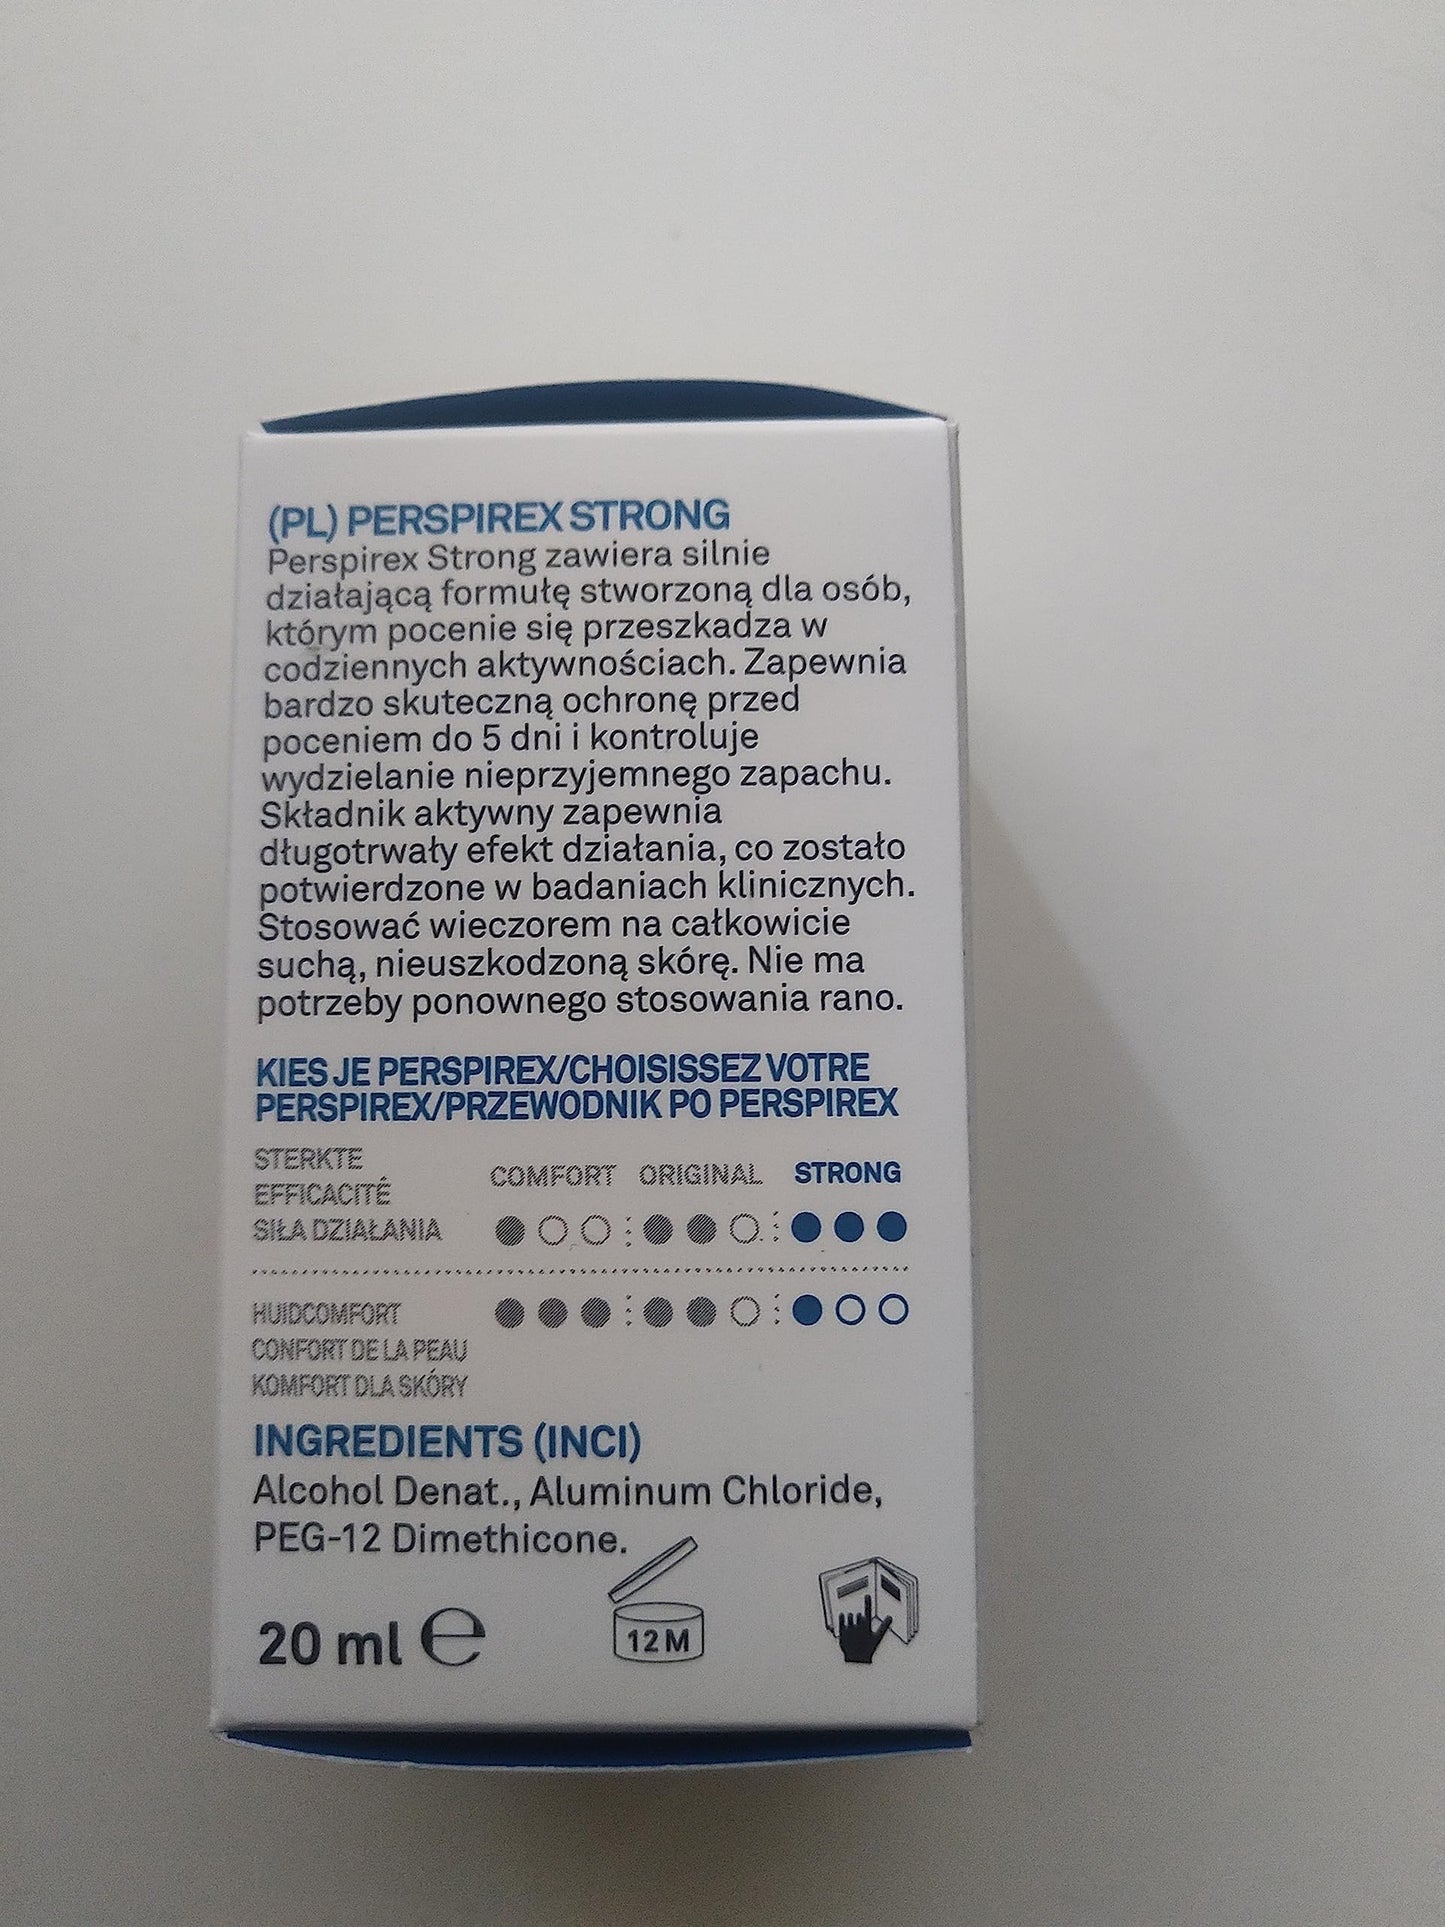 (PL) PERSPIREX STRONG
Perspirex Strong zawiera silnie
działającą formułę stworzoną dla osób,
którym pocenie się przeszkadza w
codziennych aktywnościach. Zapewnia
bardzo skuteczną ochronę przed
poceniem do 5 dni i kontroluje
wydzielanie nieprzyjemnego zapachu.
Składnik aktywny zapewnia
długotrwały efekt działania, co zostało
potwierdzone w badaniach klinicznych.
Stosować wieczorem na całkowicie
suchą, nieuszkodzoną skórę. Nie ma
potrzeby ponownego stosowania rano.
KIES JE PERSPIREX/CHOISISSEZ VOTRE
PERSPIREX/PRZEWODNIK PO PERSPIREX
STERKTE
EFFICACITÉ
SIŁA DZIAŁANIA
COMFORT ORIGINAL STRONG
HUIDCOMFORT
CONFORT DE LA PEAU
KOMFORT DLA SKÓRY
INGREDIENTS (INCI)
Alcohol Denat., Aluminum Chloride,
PEG-12 Dimethicone.
20 ml ℮
12 M